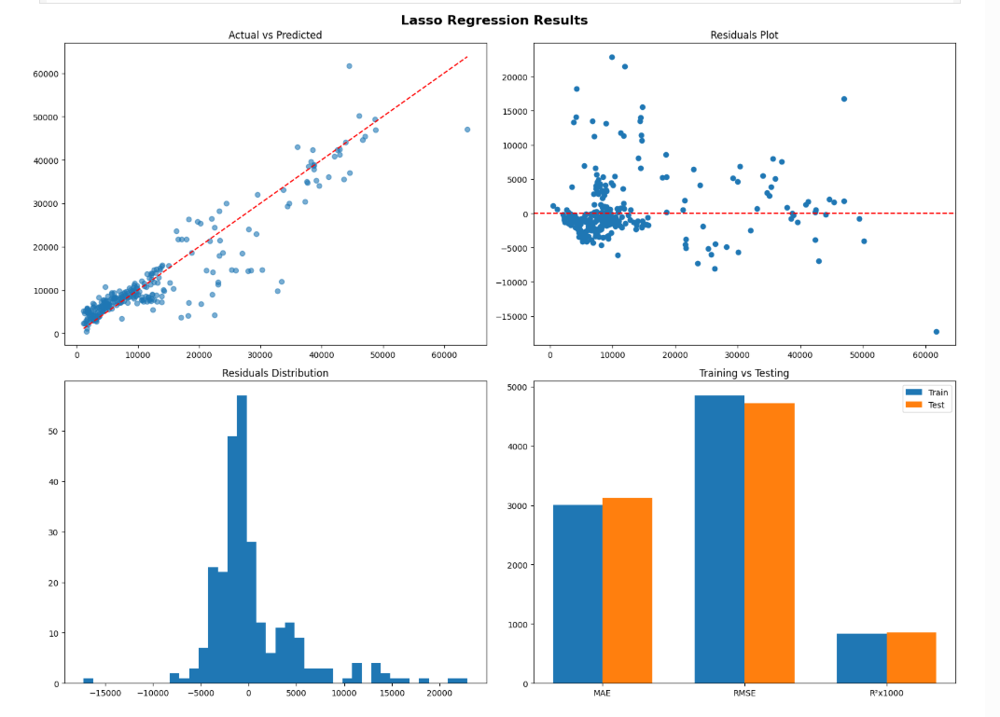 Lasso Regression Results
Actual vs Predicted
60000
50000
40000
30000
20000
10000
0
0 10000 20000 30000 40000 50000 60000
Residuals Plot
20000
15000
10000
5000
0
−5000
−10000
−15000
0 10000 20000 30000 40000 50000 60000
Residuals Distribution
50
40
30
20
10
0
−15000 −10000 −5000 0 5000 10000 15000 20000
Training vs Testing
Train
Test
5000
4000
3000
2000
1000
0
MAE RMSE R²x1000